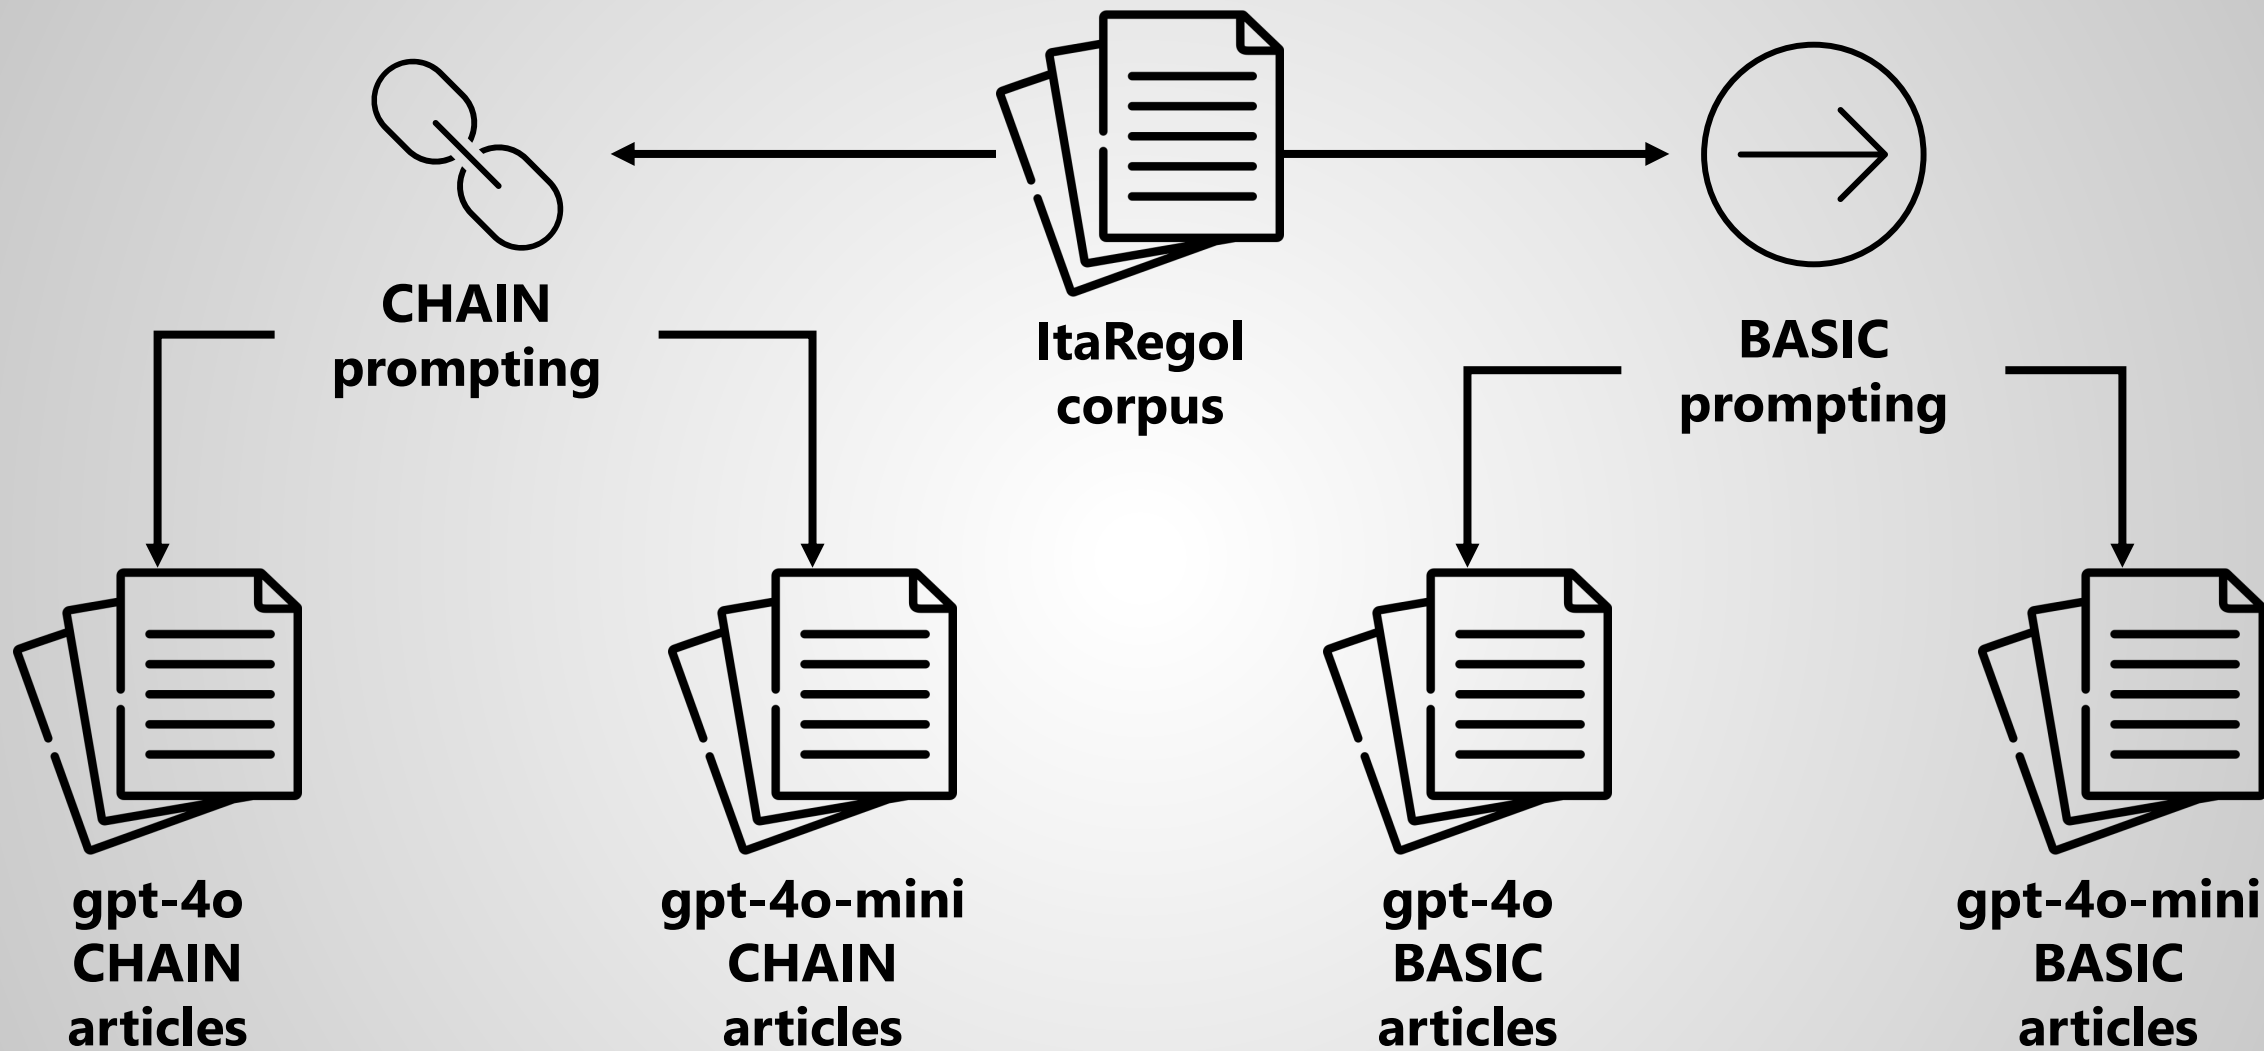 CHAIN
prompting
ItaRegol
corpus
BASIC
prompting
gpt-4o
CHAIN
articles
gpt-4o-mini
CHAIN
articles
gpt-4o
BASIC
articles
gpt-4o-mini
BASIC
articles